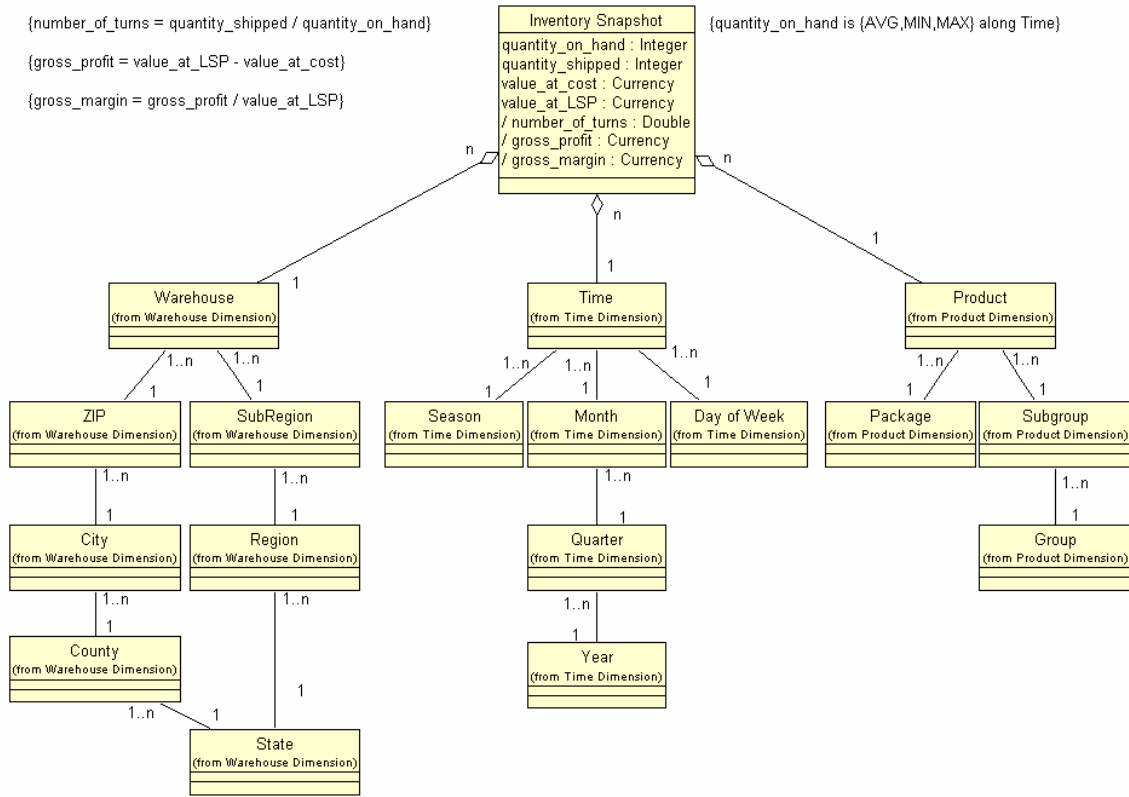 {number_of_turns = quantity_shipped / quantity_on_hand}
{gross_profit = value_at_LSP - value_at_cost}
{gross_margin = gross_profit / value_at_LSP}
Inventory Snapshot
quantity_on_hand : Integer
quantity_shipped : Integer
value_at_cost : Currency
value_at_LSP : Currency
/ number_of_turns : Double
/ gross_profit : Currency
/ gross_margin : Currency
{quantity_on_hand is {AVG,MIN,MAX} along Time}
n
n
n
1
1
1
Warehouse
(from Warehouse Dimension)
Time
(from Time Dimension)
Product
(from Product Dimension)
1..n
1..n
1..n
1..n
1..n
1..n
1..n
1
1
1
1
1
1
1
ZIP
(from Warehouse Dimension)
SubRegion
(from Warehouse Dimension)
Season
(from Time Dimension)
Month
(from Time Dimension)
Day of Week
(from Time Dimension)
Package
(from Product Dimension)
Subgroup
(from Product Dimension)
1..n
1..n
1..n
1..n
1
1
1
1
City
(from Warehouse Dimension)
Region
(from Warehouse Dimension)
Quarter
(from Time Dimension)
Group
(from Product Dimension)
1..n
1..n
1..n
1
1
County
(from Warehouse Dimension)
Year
(from Time Dimension)
1..n
1
1
State
(from Warehouse Dimension)